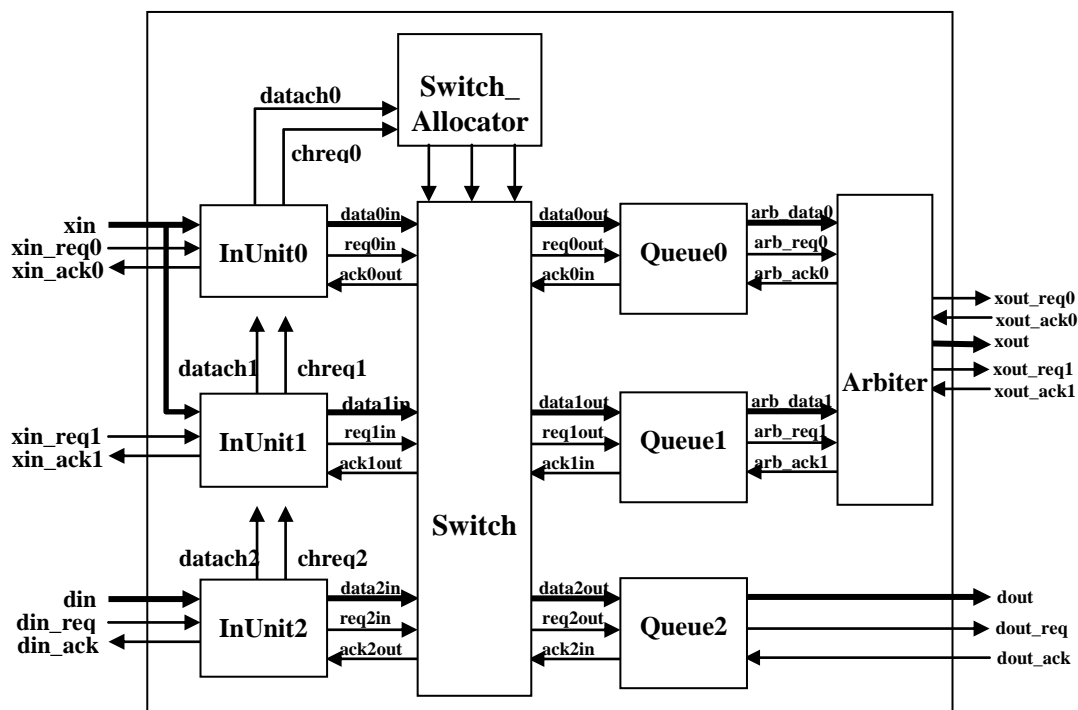 Switch_
Allocator
datach0
chreq0
xin
xin_req0
xin_ack0
InUnit0
data0in
req0in
ack0out
data0out
req0out
ack0in
Queue0
arb_data0
arb_req0
arb_ack0
xout_req0
xout_ack0
xout
xout_req1
xout_ack1
Arbiter
datach1
chreq1
xin_req1
xin_ack1
InUnit1
data1in
req1in
ack1out
data1out
req1out
ack1in
Queue1
arb_data1
arb_req1
arb_ack1
Switch
datach2
chreq2
din
din_req
din_ack
InUnit2
data2in
req2in
ack2out
data2out
req2out
ack2in
Queue2
dout
dout_req
dout_ack